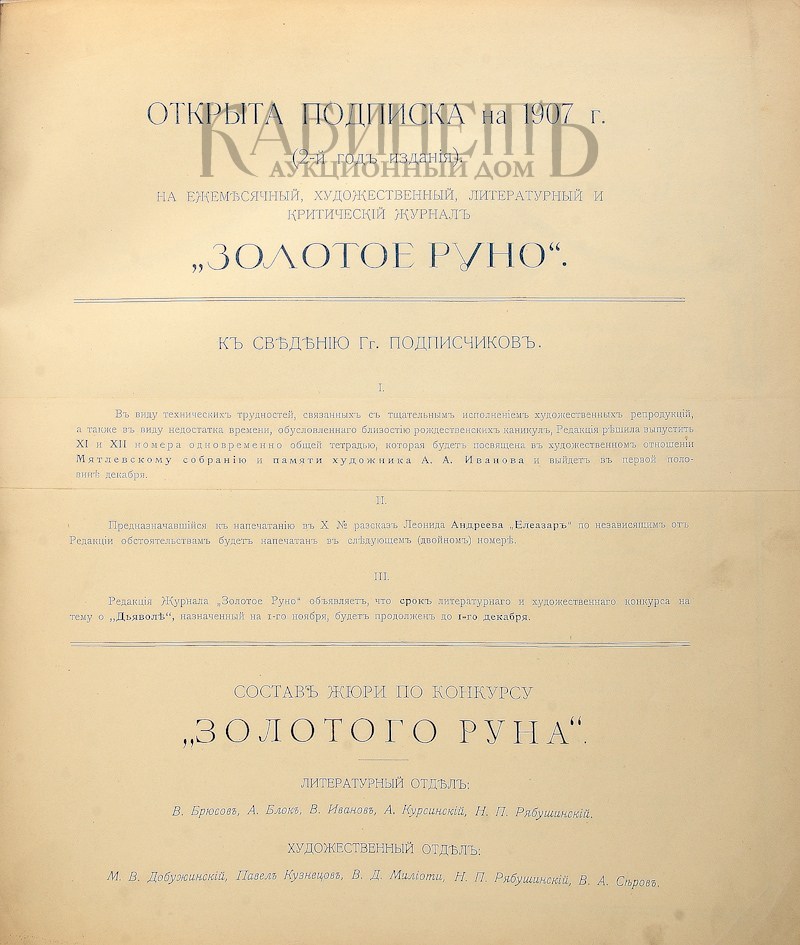 ОТКРЫТА ПОДПИСКА на 1907 г.
КАБИНЕТЪ
(2-й годъ изданія),
АУКЦИОННЫЙ ДОМ
НА ЕЖЕМѢСЯЧНЫЙ, ХУДОЖЕСТВЕННЫЙ, ЛИТЕРАТУРНЫЙ И
КРИТИЧЕСКІЙ ЖУРНАЛЪ
„ЗОЛОТОЕ РУНО“.
КЪ СВѢДѢНІЮ Гг. ПОДПИСЧИКОВЪ.
I.
Въ виду техническихъ трудностей, связанныхъ съ тщательнымъ исполненіемъ художественныхъ репродукцій,
а также въ виду недостатка времени, обусловленнаго близостію рождественскихъ каникулъ, Редакція рѣшила выпустить
XI и XII номера одновременно общей тетрадью, которая будетъ посвящена въ художественномъ отношеніи
Мятлевскому собранію и памяти художника А. А. Иванова и выйдетъ въ первой поло-
винѣ декабря.
II.
Предназначавшійся къ напечатанію въ X № разсказъ Леонида Андреева „Елеазаръ“ по независящимъ отъ
Редакціи обстоятельствамъ будетъ напечатанъ въ слѣдующемъ (двойномъ) номерѣ.
III.
Редакція Журнала „Золотое Руно“ объявляетъ, что срокъ литературнаго и художественнаго конкурса на
тему о „Дьяволѣ“, назначенный на 1-го ноября, будетъ продолженъ до 1-го декабря.
СОСТАВЪ ЖЮРИ ПО КОНКУРСУ
„ЗОЛОТОГО РУНА“.
ЛИТЕРАТУРНЫЙ ОТДѢЛЪ:
В. Брюсовъ, А. Блокъ, В. Ивановъ, А. Курсинскій, Н. П. Рябушинскій.
ХУДОЖЕСТВЕННЫЙ ОТДѢЛЪ:
М. В. Добужинскій, Павелъ Кузнецовъ, В. Д. Миліоти, Н. П. Рябушинскій, В. А. Сѣровъ.